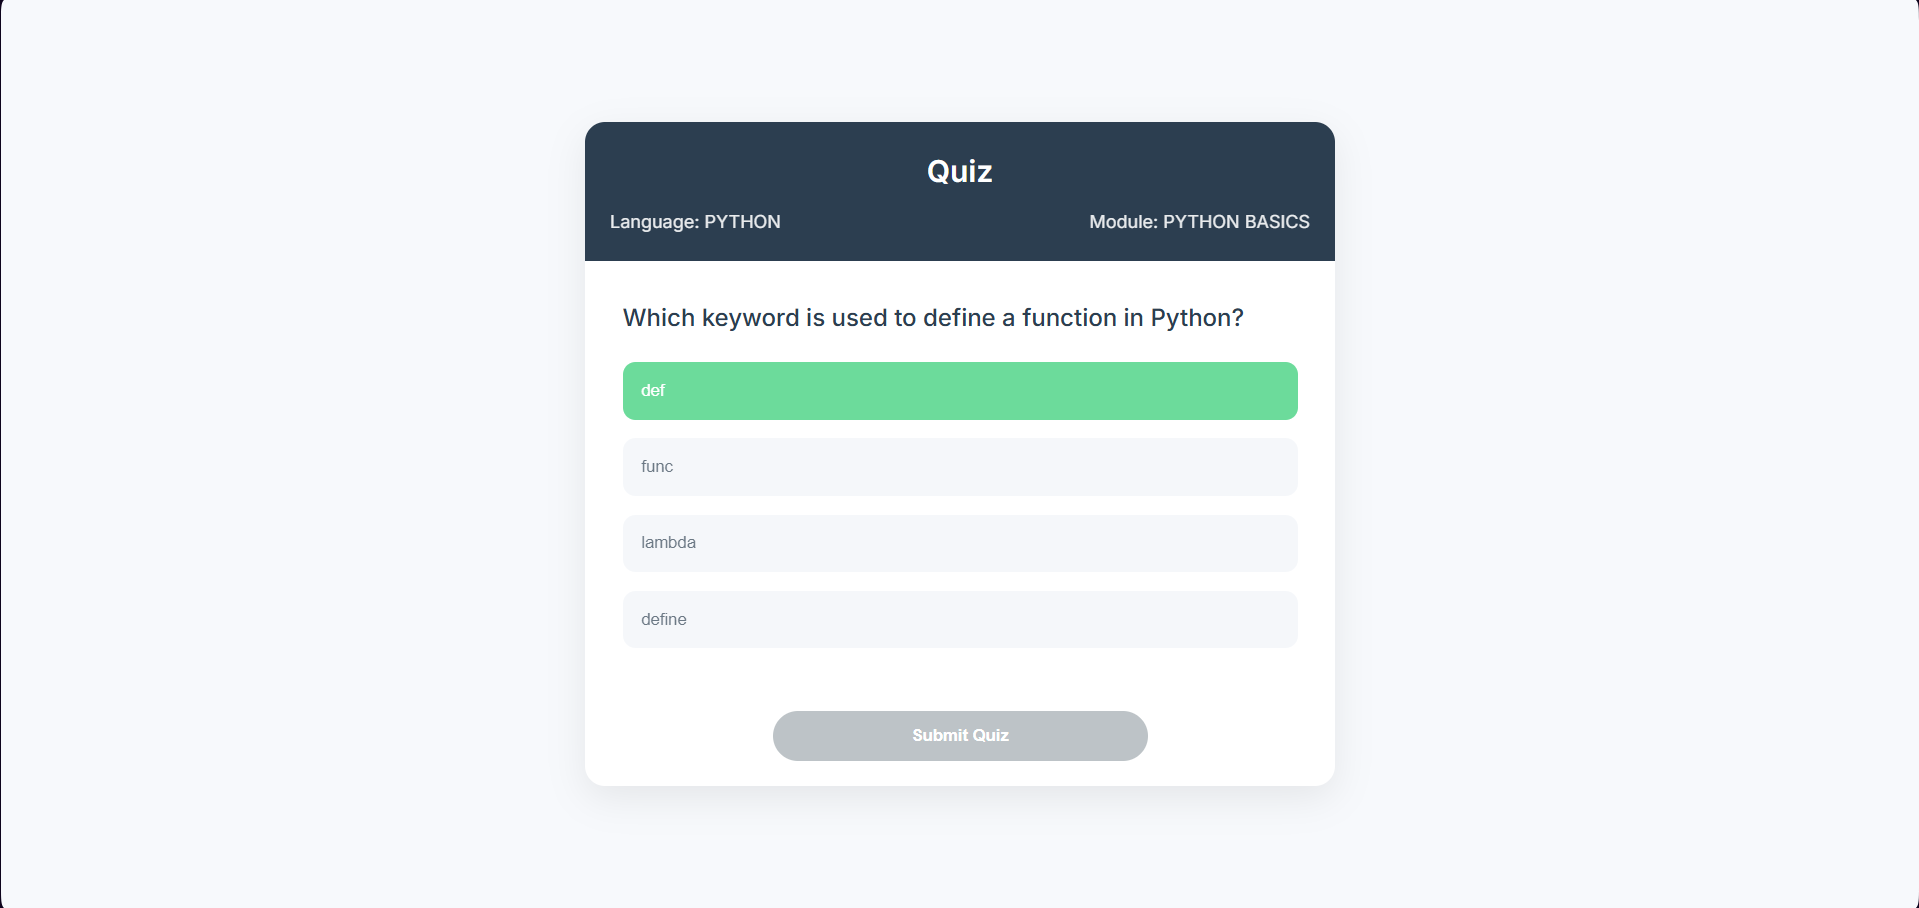 Quiz
Language: PYTHON
Module: PYTHON BASICS
Which keyword is used to define a function in Python?
def
func
lambda
define
Submit Quiz